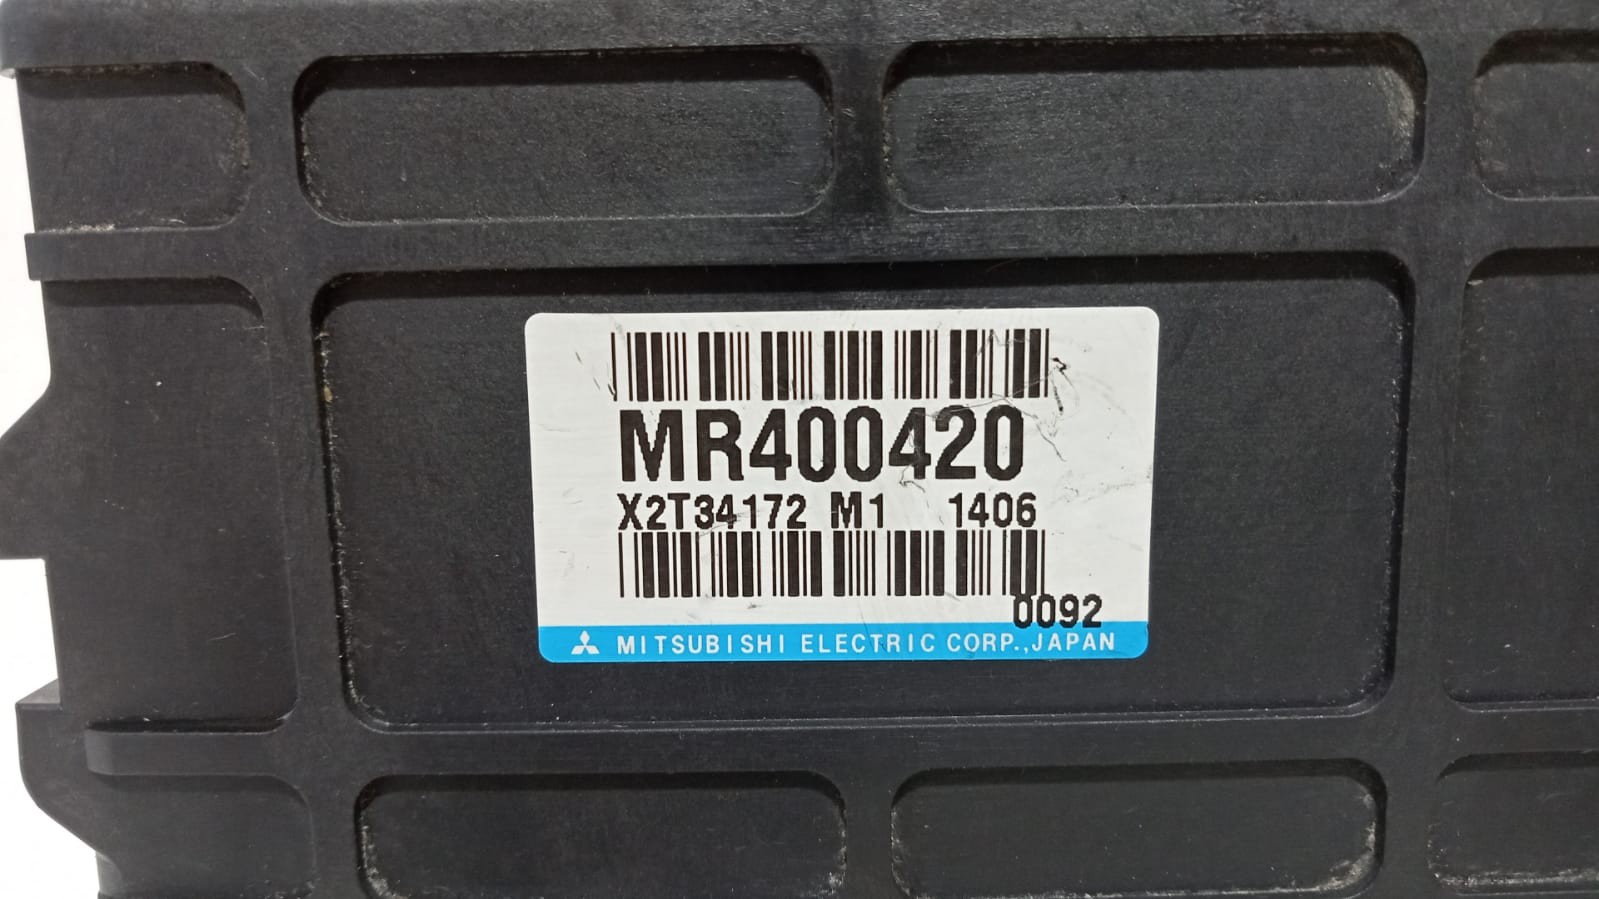 MR400420
X2T34172 M1 1406
0092
MITSUBISHI ELECTRIC CORP.,JAPAN